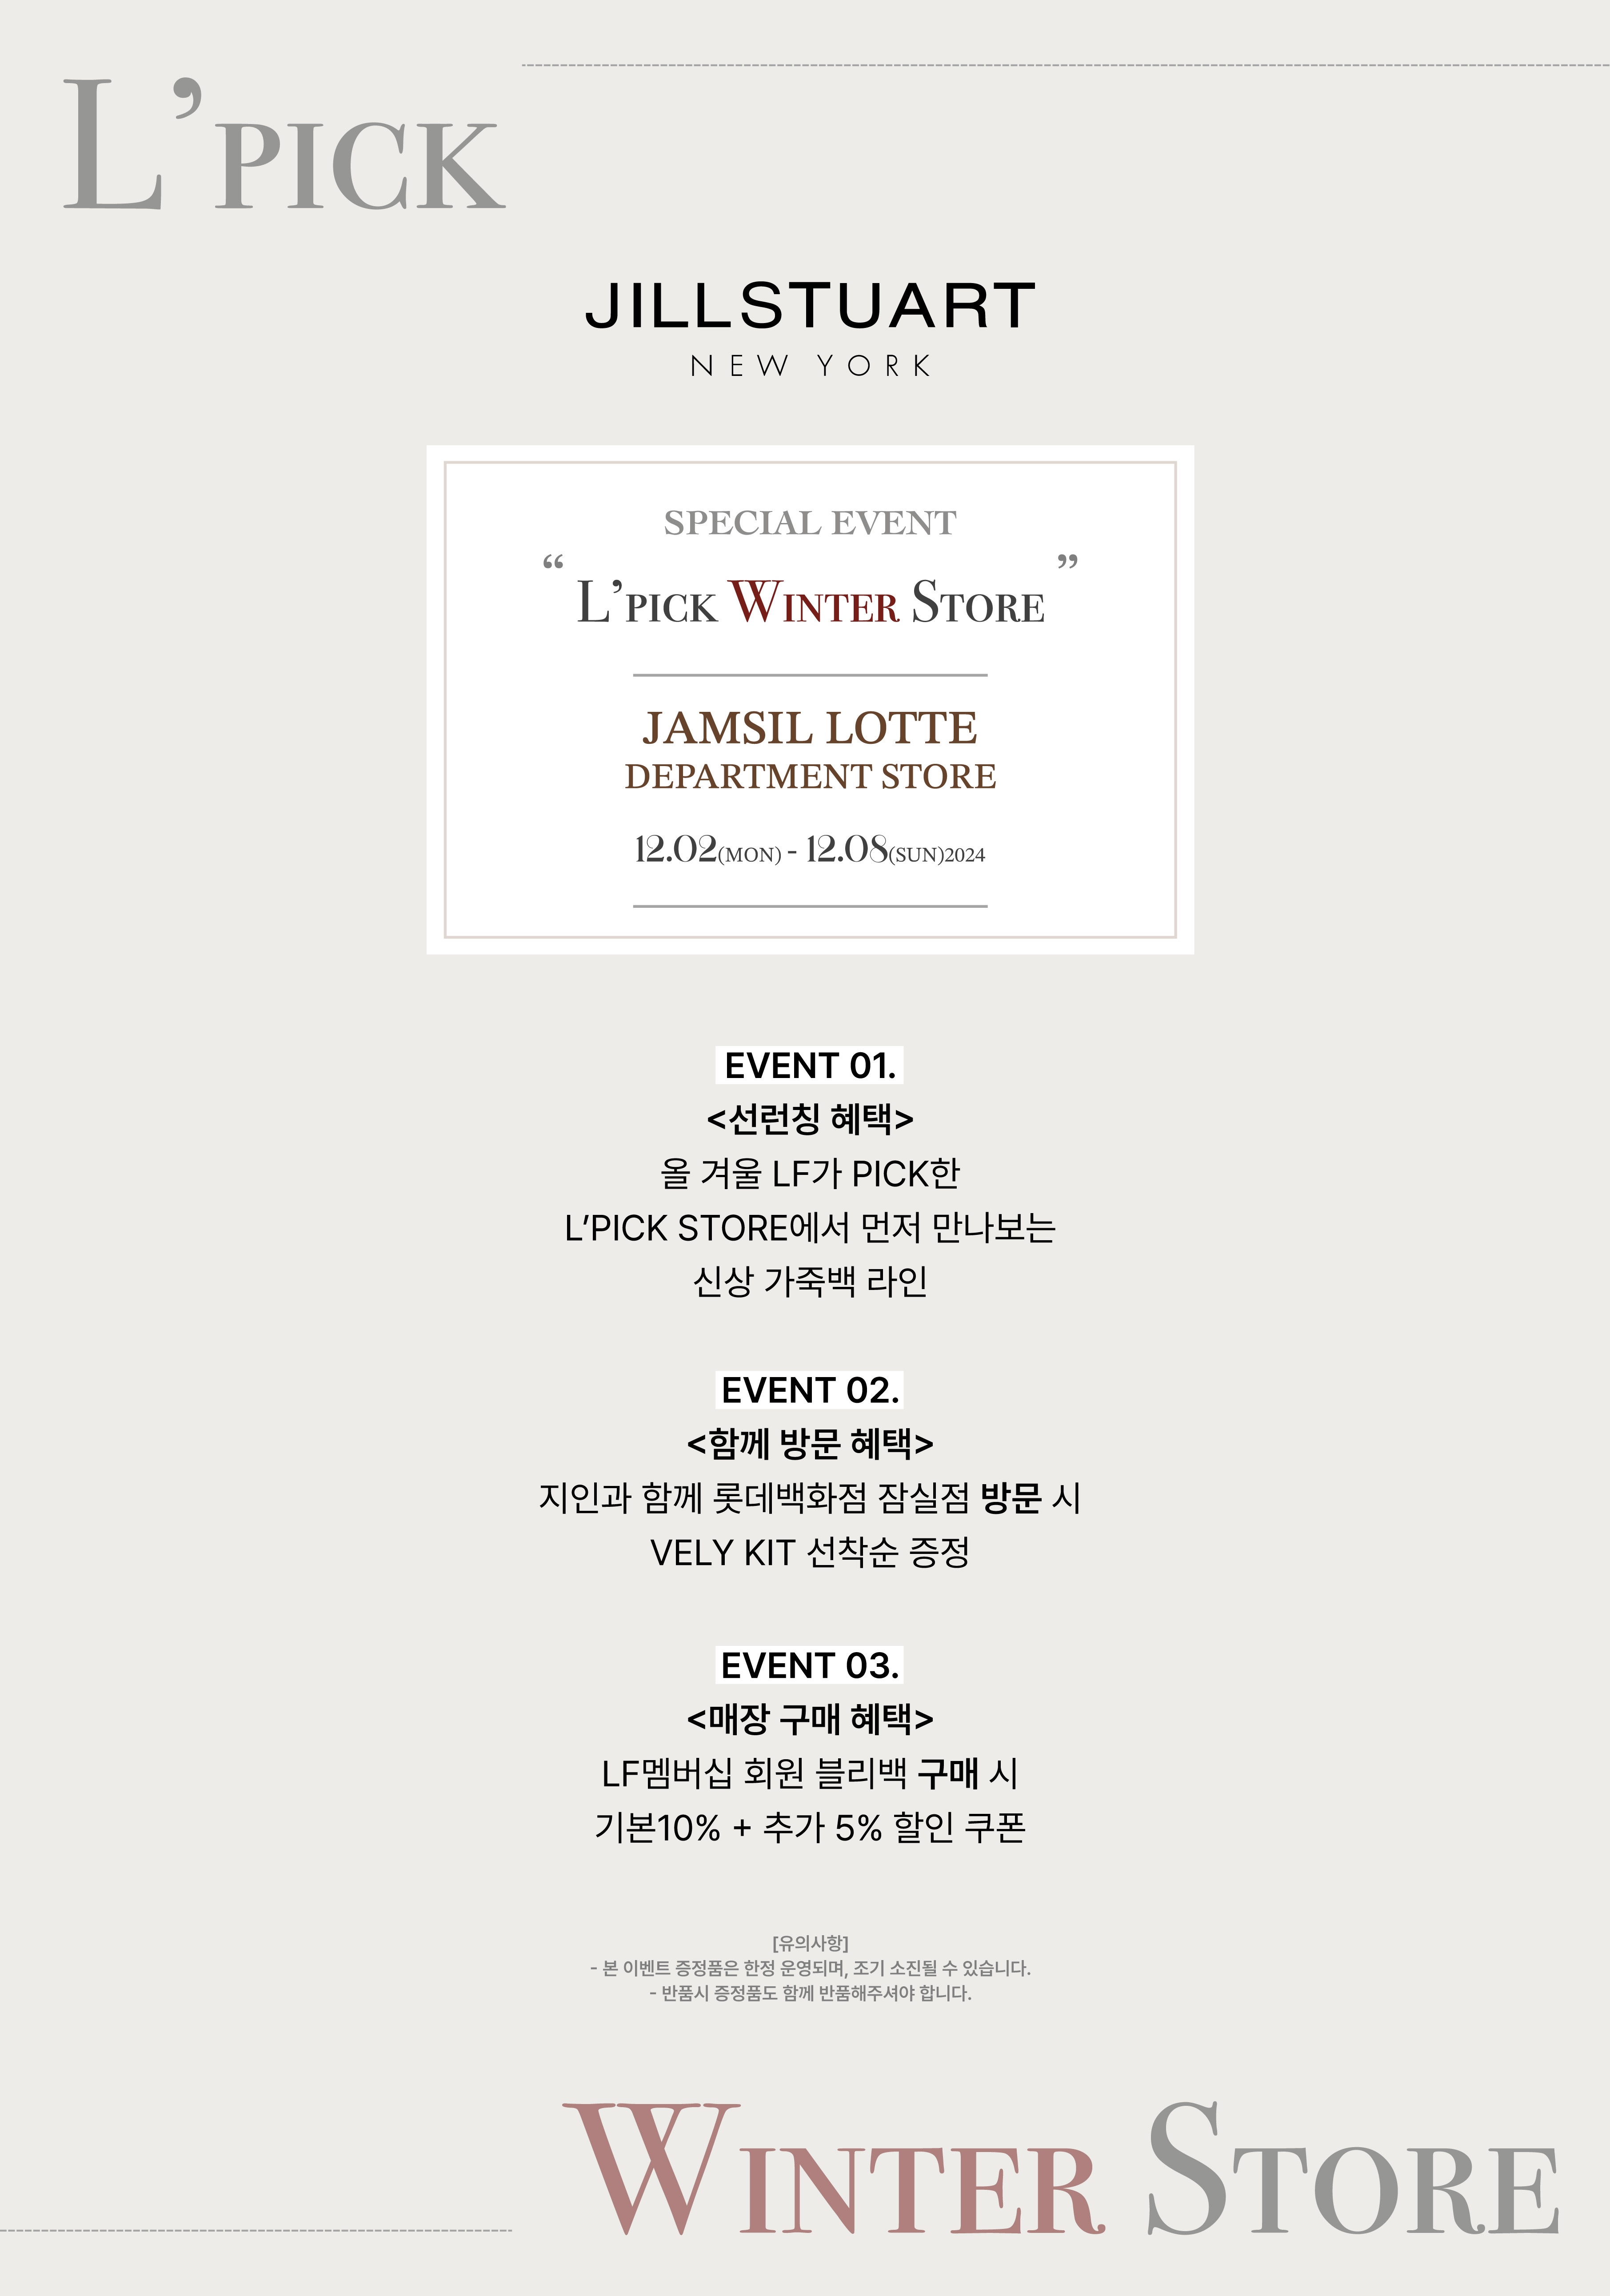 L’PICK
JILLSTUART
NEW YORK
SPECIAL EVENT
“ L’PICK WINTER STORE ”
JAMSIL LOTTE
DEPARTMENT STORE
12.02(MON) - 12.08(SUN)2024
EVENT 01.
<선런칭 혜택>
올 겨울 LF가 PICK한
L’PICK STORE에서 먼저 만나보는
신상 가죽백 라인
EVENT 02.
<함께 방문 혜택>
지인과 함께 롯데백화점 잠실점 방문 시
VELY KIT 선착순 증정
EVENT 03.
<매장 구매 혜택>
LF멤버십 회원 블리백 구매 시
기본10% + 추가 5% 할인 쿠폰
[유의사항]
- 본 이벤트 증정품은 한정 운영되며, 조기 소진될 수 있습니다.
- 반품시 증정품도 함께 반품해주셔야 합니다.
WINTER STORE